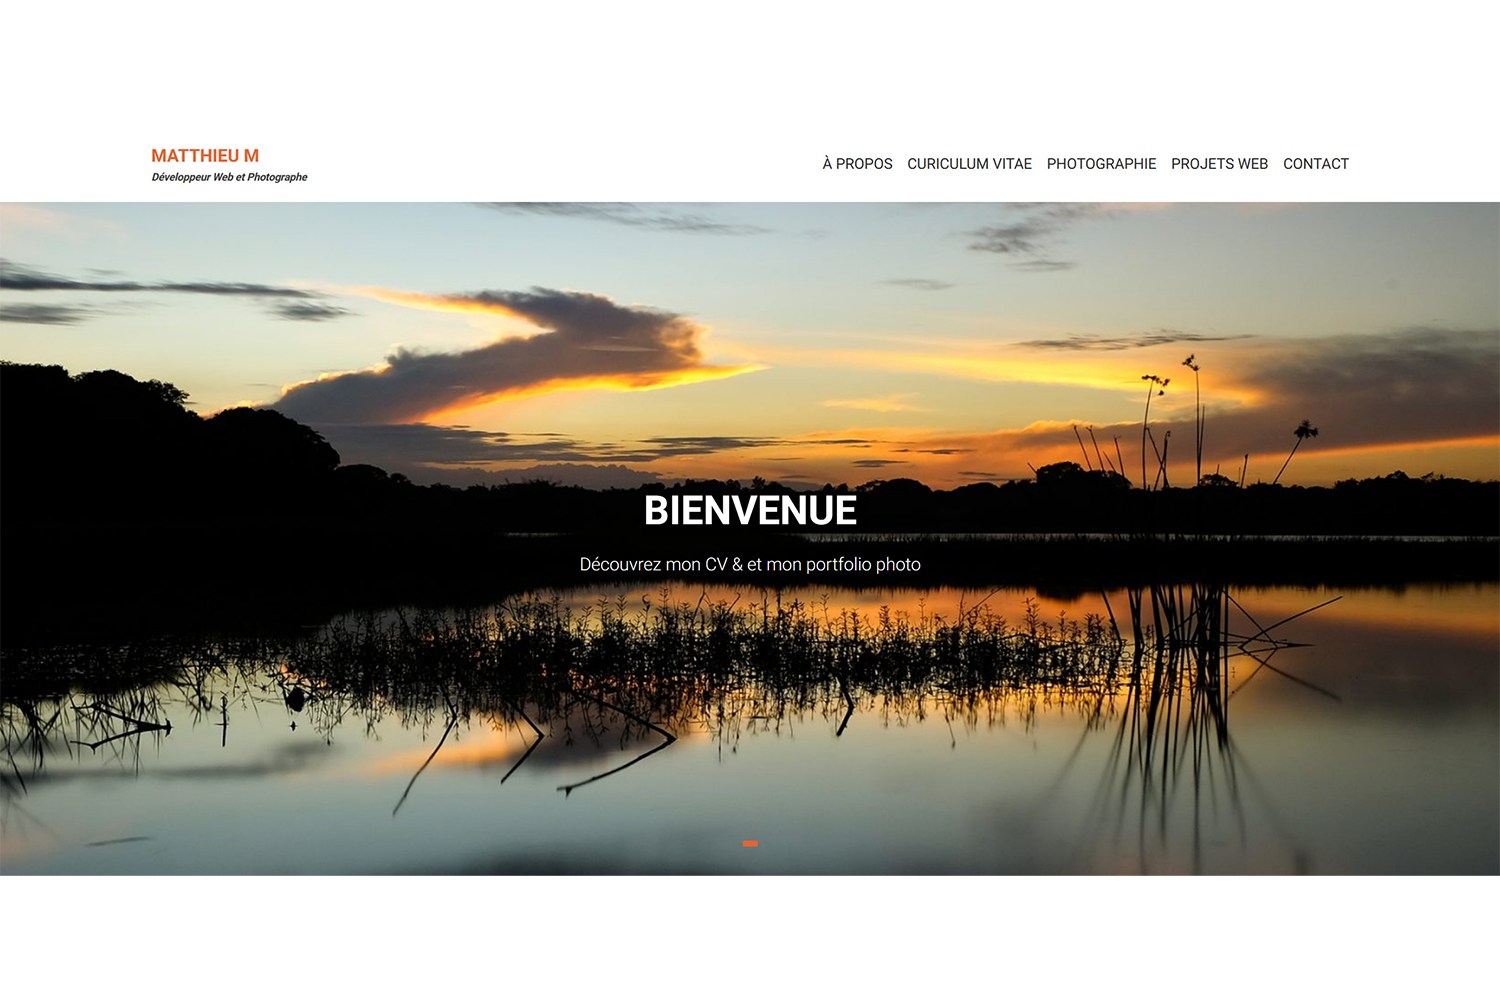 MATTHIEU M
Développeur Web et Photographe
À PROPOS CURICULUM VITAE PHOTOGRAPHIE PROJETS WEB CONTACT
BIENVENUE
Découvrez mon CV & et mon portfolio photo